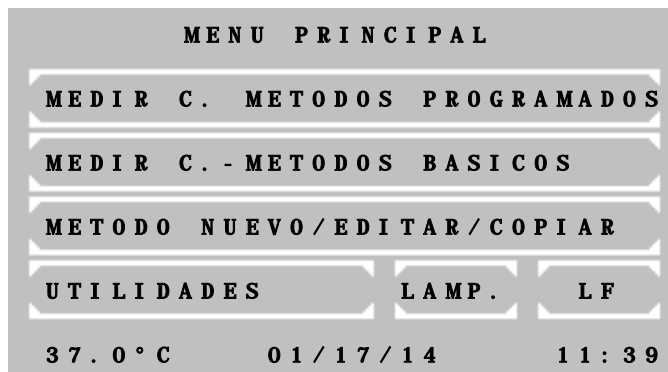 MENU PRINCIPAL
MEDIR C. METODOS PROGRAMADOS
MEDIR C.-METODOS BASICOS
METODO NUEVO/EDITAR/COPIAR
UTILIDADES LAMP. LF
37.0°C 01/17/14 11:39